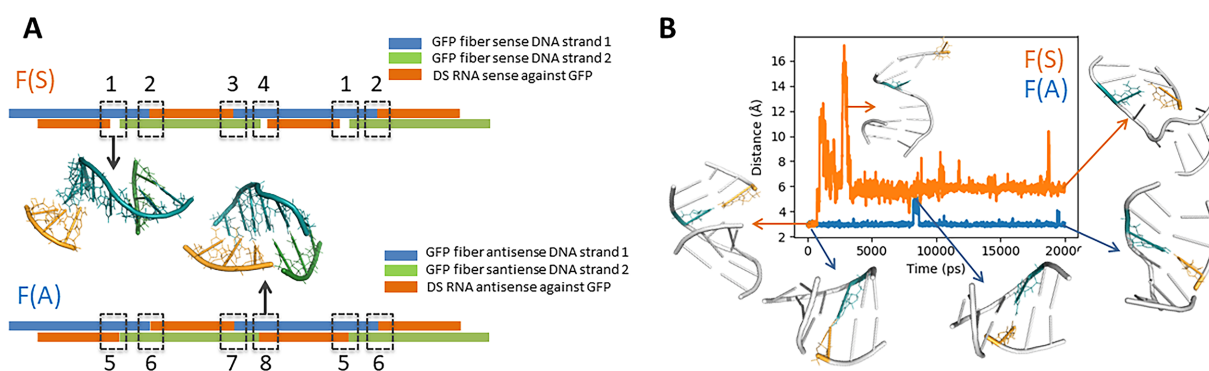 A
GFP fiber sense DNA strand 1
GFP fiber sense DNA strand 2
DS RNA sense against GFP
F(S)
1 2 3 4 1 2
GFP fiber antisense DNA strand 1
GFP fiber santiense DNA strand 2
DS RNA antisense against GFP
F(A)
5 6 7 8 5 6
B
F(S)
F(A)
Distance (Å)
16
14
12
10
8
6
4
2
0 5000 10000 15000 20000
Time (ps)